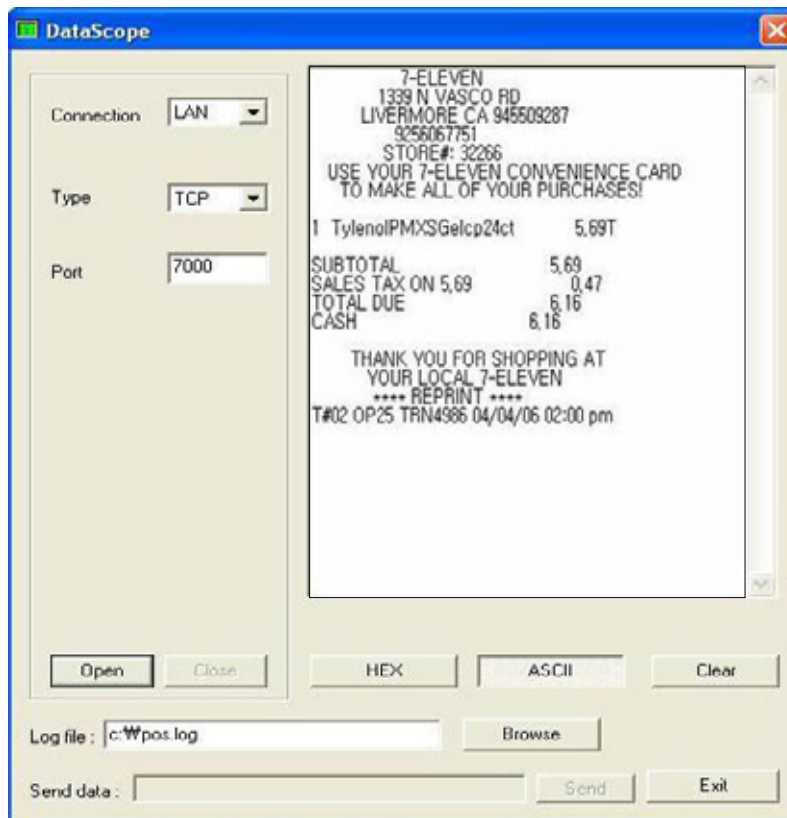 DataScope
Connection LAN
Type TCP
Port 7000
7-ELEVEN
1339 N VASCO RD
LIVERMORE CA 945509287
9256067751
STORE#: 32266
USE YOUR 7-ELEVEN CONVENIENCE CARD
TO MAKE ALL OF YOUR PURCHASES!
1 TylenolPMXSGelcp24ct 5,69T
SUBTOTAL 5,69
SALES TAX ON 5,69 0,47
TOTAL DUE 6,16
CASH 6,16
THANK YOU FOR SHOPPING AT
YOUR LOCAL 7-ELEVEN
**** REPRINT ****
T#02 OP25 TRN4986 04/04/06 02:00 pm
Open Close HEX ASCII Clear
Log file : c:₩pos.log Browse
Send data : Send Exit